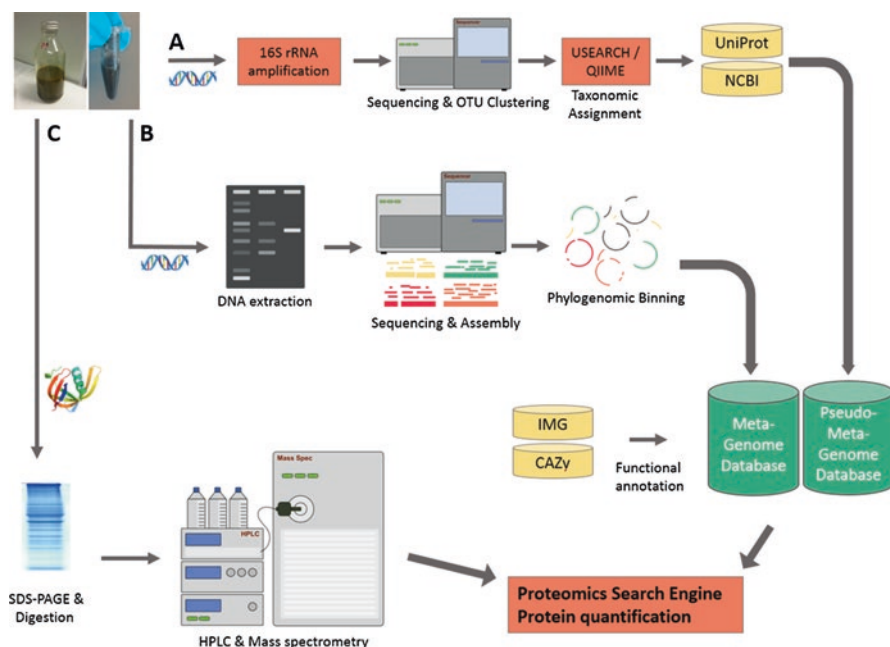 A
16S rRNA
amplification
Sequencer
Sequencing & OTU Clustering
USEARCH /
QIIME
Taxonomic
Assignment
UniProt
NCBI
C
B
DNA extraction
Sequencer
Sequencing & Assembly
Phylogenomic Binning
IMG
CAZy
Functional
annotation
Meta-
Genome
Database
Pseudo-
Meta-
Genome
Database
SDS-PAGE &
Digestion
HPLC
Mass Spec
HPLC & Mass spectrometry
Proteomics Search Engine
Protein quantification